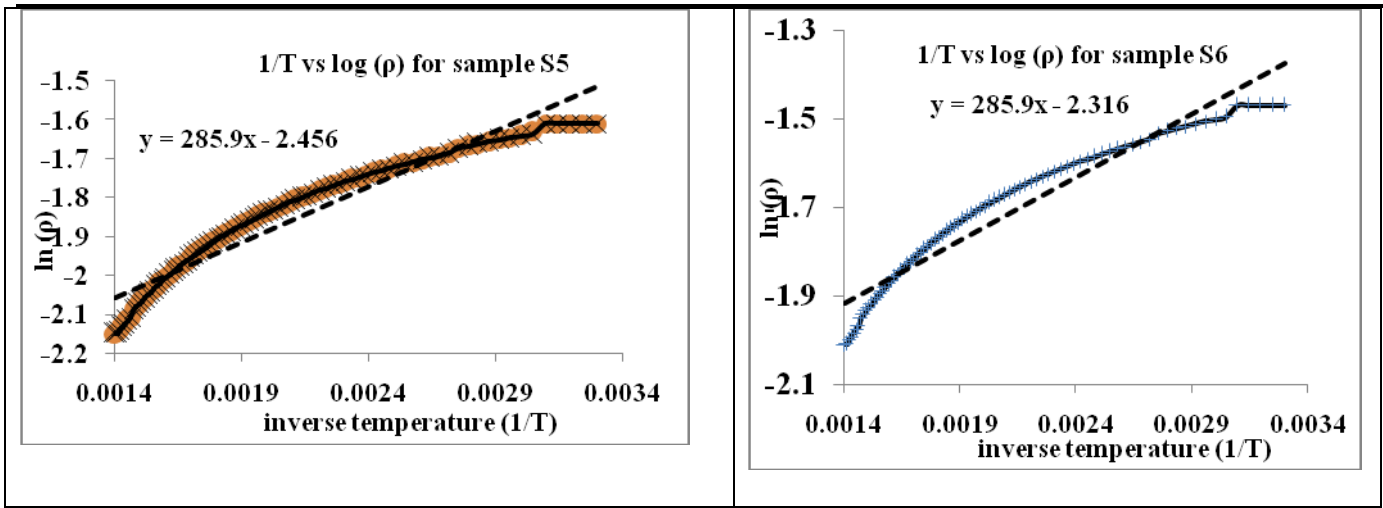 1/T vs log (ρ) for sample S5
y = 285.9x - 2.456
-1.5
-1.6
-1.7
-1.8
-1.9
-2
-2.1
-2.2
ln (ρ)
0.0014 0.0019 0.0024 0.0029 0.0034
inverse temperature (1/T)
1/T vs log (ρ) for sample S6
y = 285.9x - 2.316
-1.3
-1.5
-1.7
-1.9
-2.1
ln (ρ)
0.0014 0.0019 0.0024 0.0029 0.0034
inverse temperature (1/T)